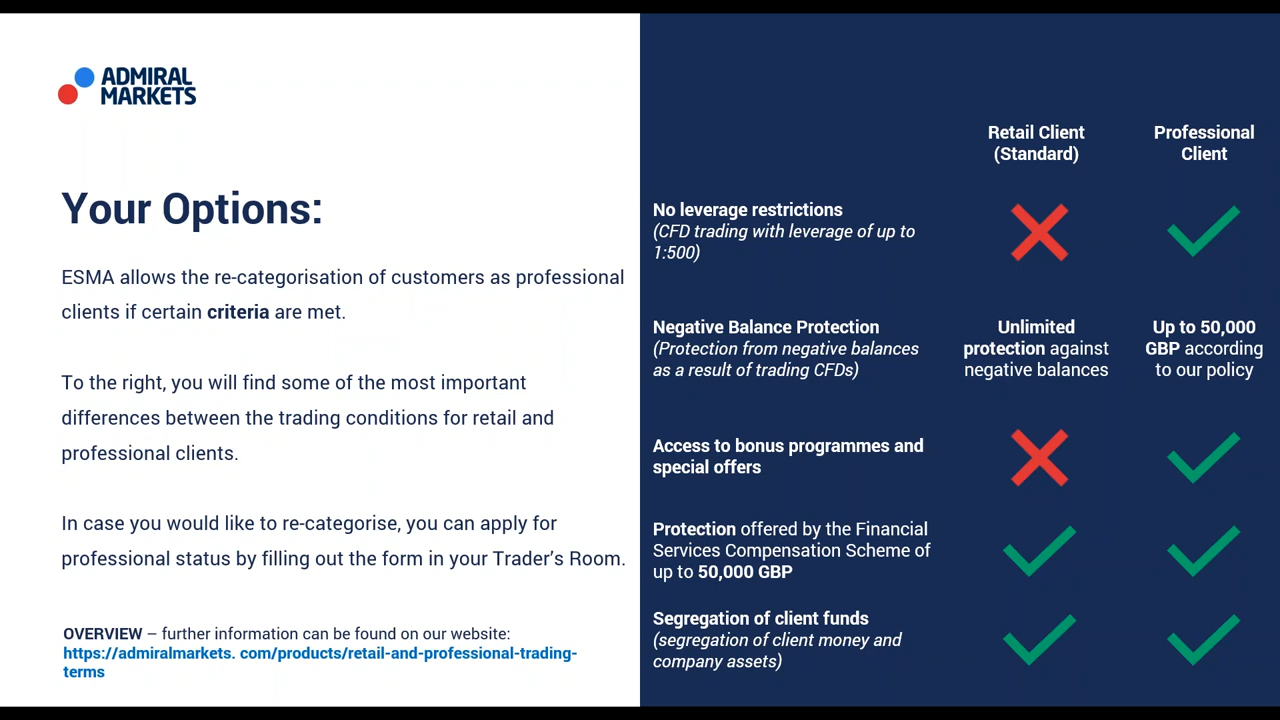 ADMIRAL
MARKETS
Your Options:
ESMA allows the re-categorisation of customers as professional
clients if certain criteria are met.
To the right, you will find some of the most important
differences between the trading conditions for retail and
professional clients.
In case you would like to re-categorise, you can apply for
professional status by filling out the form in your Trader’s Room.
OVERVIEW – further information can be found on our website:
https://admiralmarkets. com/products/retail-and-professional-trading-
terms
Retail Client
(Standard)
Professional
Client
No leverage restrictions
(CFD trading with leverage of up to
1:500)
Negative Balance Protection
(Protection from negative balances
as a result of trading CFDs)
Unlimited
protection against
negative balances
Up to 50,000
GBP according
to our policy
Access to bonus programmes and
special offers
Protection offered by the Financial
Services Compensation Scheme of
up to 50,000 GBP
Segregation of client funds
(segregation of client money and
company assets)